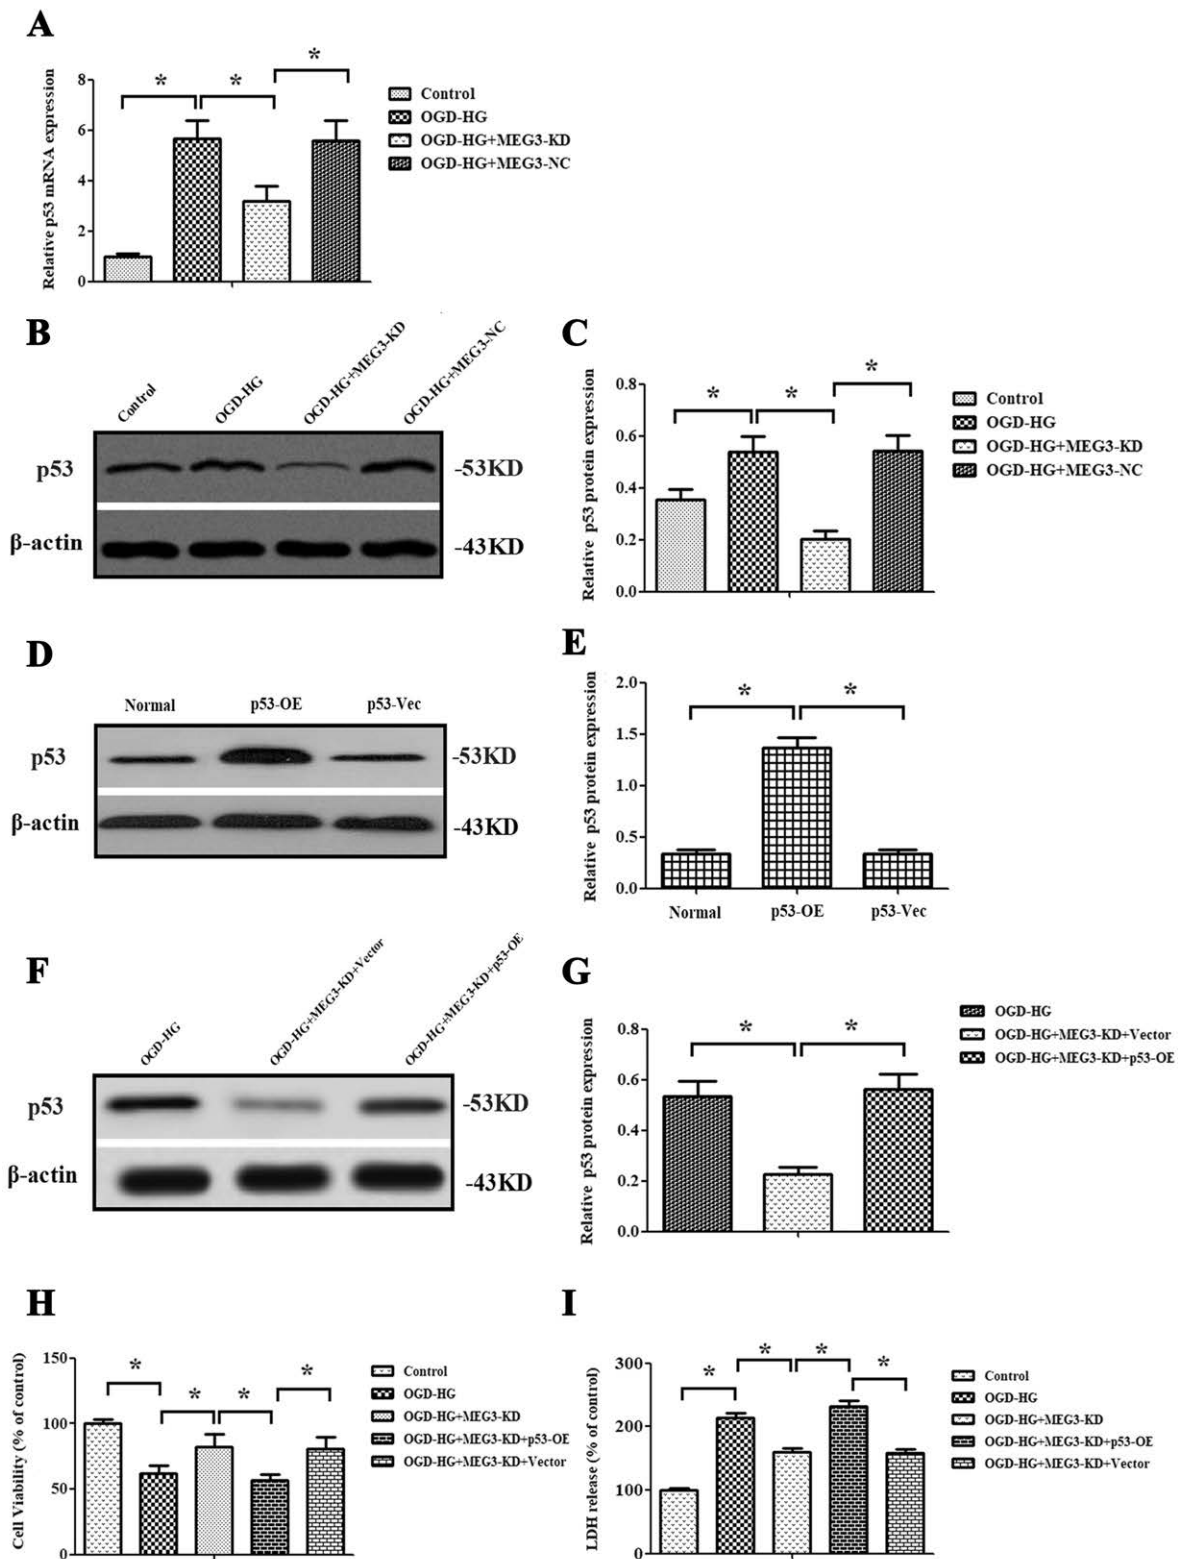 A
Relative p53 mRNA expression
8
6
4
2
0
*
*
*
Control
OGD-HG
OGD-HG+MEG3-KD
OGD-HG+MEG3-NC
B
Control
OGD-HG
OGD-HG+MEG3-KD
OGD-HG+MEG3-NC
p53
-53KD
β-actin
-43KD
C
Relative p53 protein expression
0.8
0.6
0.4
0.2
0.0
*
*
*
Control
OGD-HG
OGD-HG+MEG3-KD
OGD-HG+MEG3-NC
D
Normal
p53-OE
p53-Vec
p53
-53KD
β-actin
-43KD
E
Relative p53 protein expression
2.0
1.5
1.0
0.5
0.0
*
*
Normal
p53-OE
p53-Vec
F
OGD-HG
OGD-HG+MEG3-KD+Vector
OGD-HG+MEG3-KD+p53-OE
p53
-53KD
β-actin
-43KD
G
Relative p53 protein expression
0.8
0.6
0.4
0.2
0.0
*
*
OGD-HG
OGD-HG+MEG3-KD+Vector
OGD-HG+MEG3-KD+p53-OE
H
Cell Viability (% of control)
150
100
50
0
*
*
*
*
Control
OGD-HG
OGD-HG+MEG3-KD
OGD-HG+MEG3-KD+p53-OE
OGD-HG+MEG3-KD+Vector
I
LDH release (% of control)
300
200
100
0
*
*
*
*
Control
OGD-HG
OGD-HG+MEG3-KD
OGD-HG+MEG3-KD+p53-OE
OGD-HG+MEG3-KD+Vector